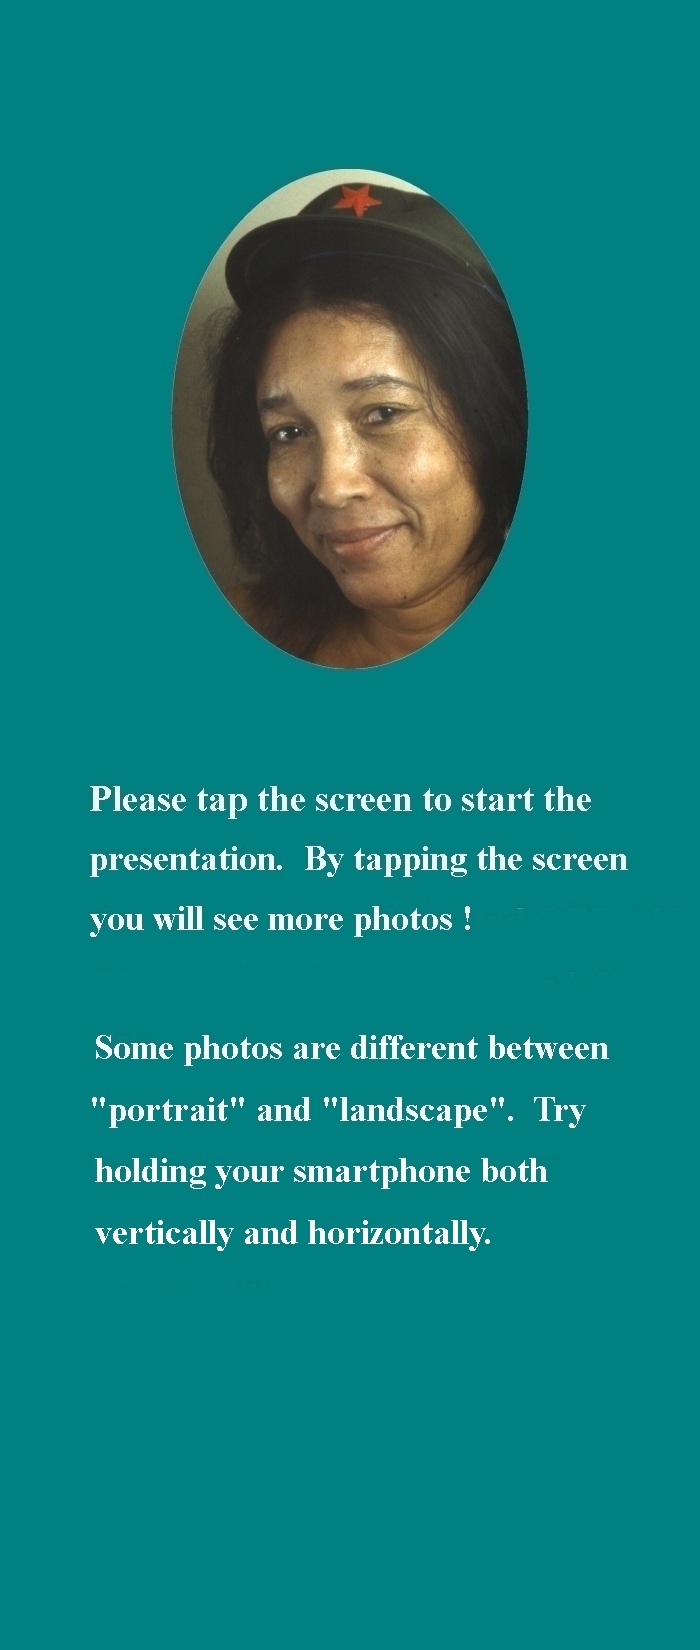 Please tap the screen to start the
presentation.  By tapping the screen
you will see more photos !
Some photos are different between
"portrait" and "landscape".  Try
holding your smartphone both
vertically and horizontally.